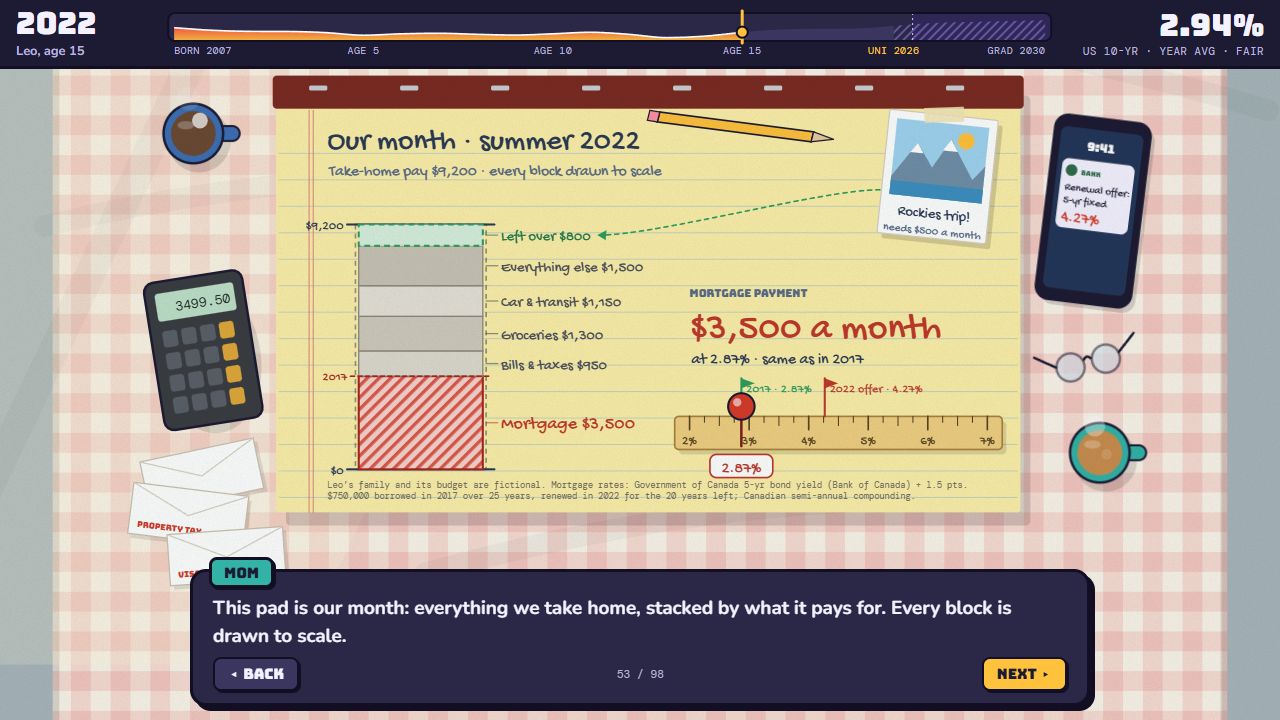 2022
Leo, age 15
BORN 2007
AGE 5
AGE 10
AGE 15
UNI 2026
GRAD 2030
2.94%
US 10-YR · YEAR AVG · FAIR
Our month · summer 2022
Take-home pay $9,200 · every block drawn to scale
$9,200
Left over $800
Everything else $1,500
Car & transit $1,150
Groceries $1,300
Bills & taxes $950
2017
Mortgage $3,500
$0
Rockies trip!
needs $500 a month
MORTGAGE PAYMENT
$3,500 a month
at 2.87% · same as in 2017
2017 · 2.87%
2022 offer · 4.27%
2% 3% 4% 5% 6% 7%
2.87%
Leo's family and its budget are fictional. Mortgage rates: Government of Canada 5-yr bond yield (Bank of Canada) + 1.5 pts.
$750,000 borrowed in 2017 over 25 years, renewed in 2022 for the 20 years left; Canadian semi-annual compounding.
9:41
BANK
Renewal offer:
5-yr fixed
4.27%
3499.50
PROPERTY TAX
MOM
This pad is our month: everything we take home, stacked by what it pays for. Every block is
drawn to scale.
◂ BACK
53 / 98
NEXT ▸